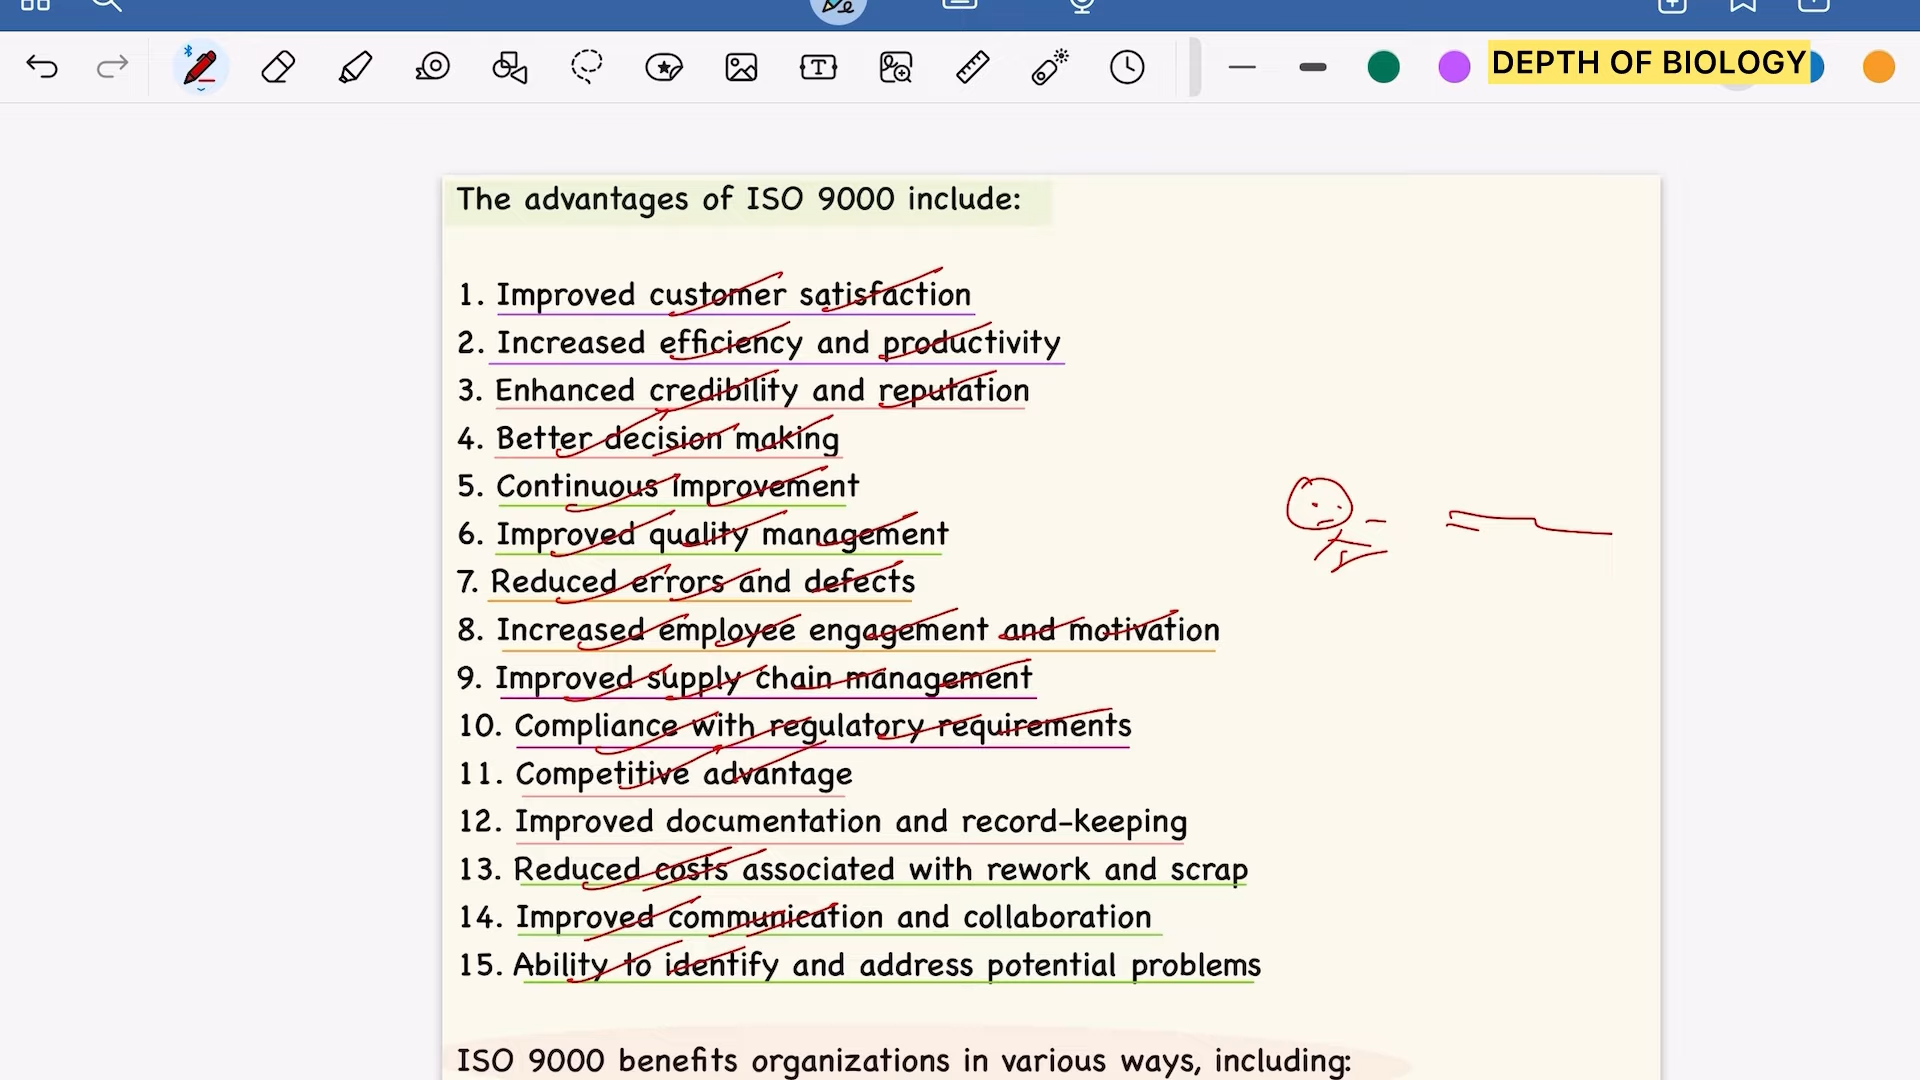 DEPTH OF BIOLOGY
The advantages of ISO 9000 include:
1. Improved customer satisfaction
2. Increased efficiency and productivity
3. Enhanced credibility and reputation
4. Better decision making
5. Continuous improvement
6. Improved quality management
7. Reduced errors and defects
8. Increased employee engagement and motivation
9. Improved supply chain management
10. Compliance with regulatory requirements
11. Competitive advantage
12. Improved documentation and record-keeping
13. Reduced costs associated with rework and scrap
14. Improved communication and collaboration
15. Ability to identify and address potential problems
ISO 9000 benefits organizations in various ways, including: